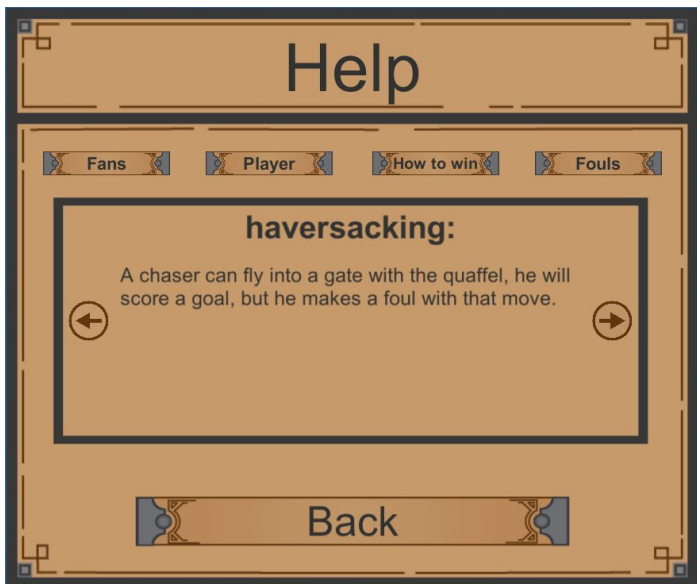 Help
Fans
Player
How to win
Fouls
haversacking:
A chaser can fly into a gate with the quaffel, he will
score a goal, but he makes a foul with that move.
Back